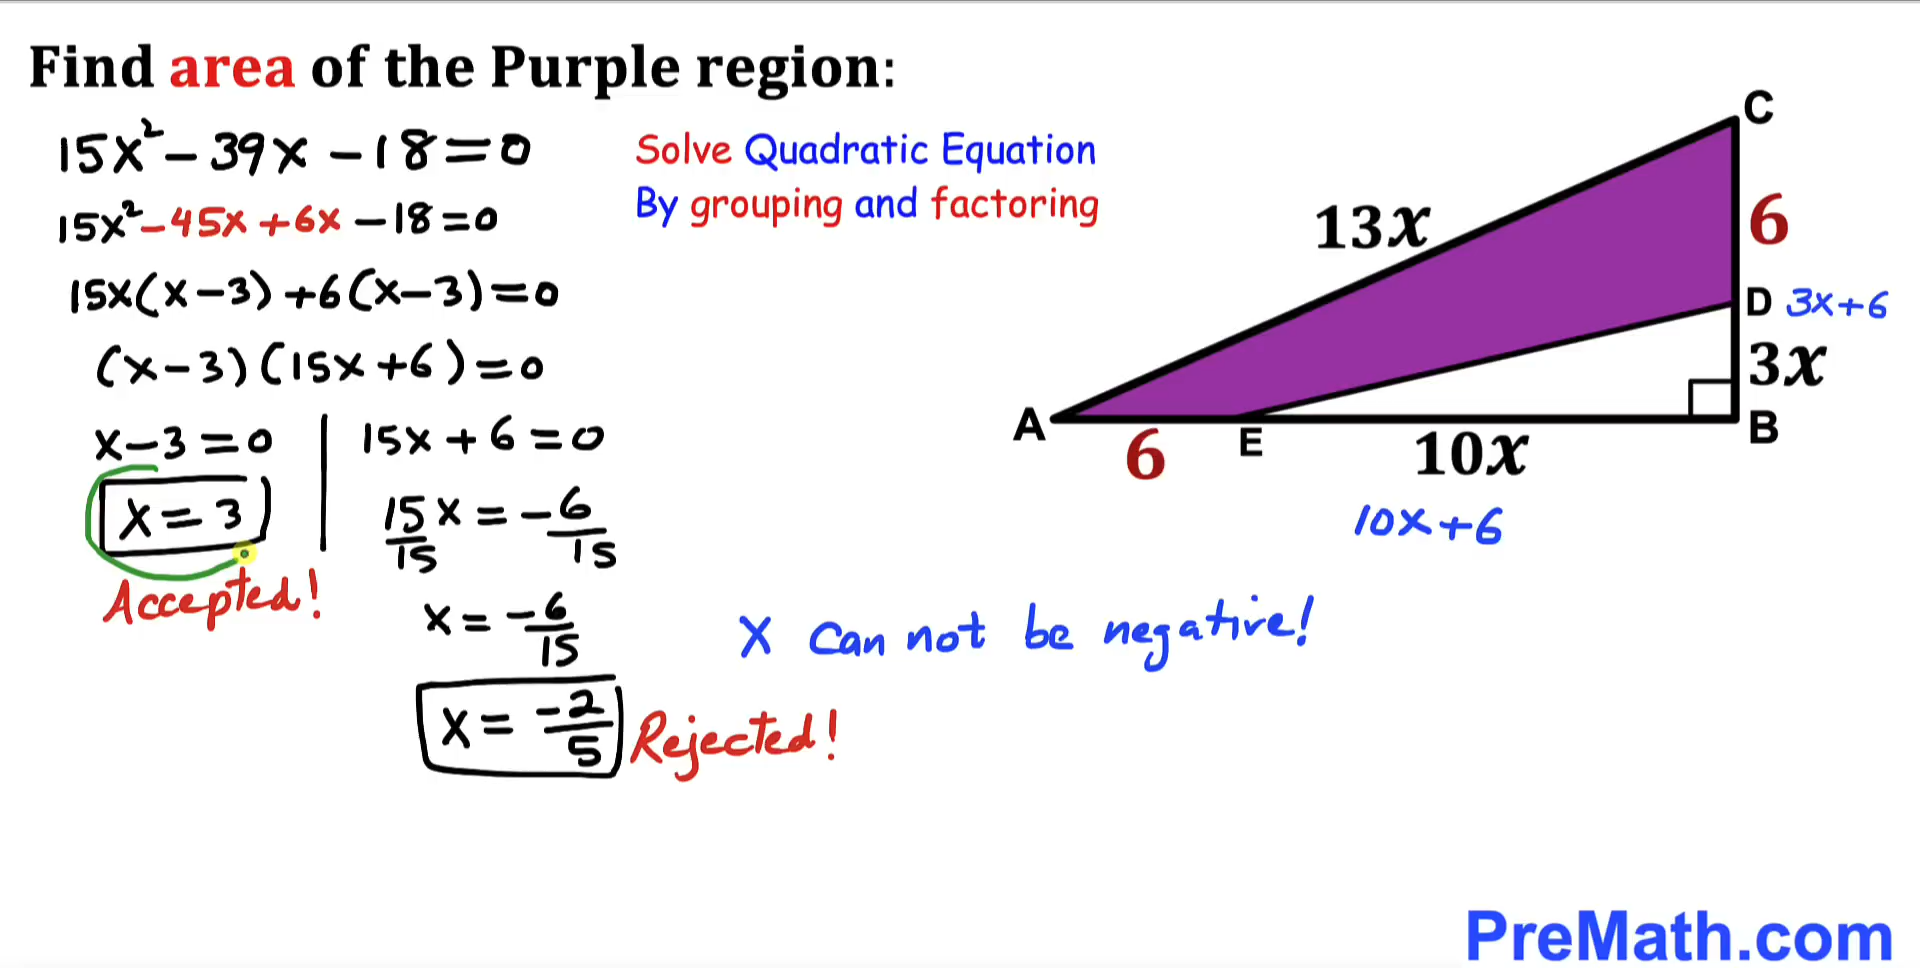 Find area of the Purple region:
15x² - 39x - 18 = 0
15x² - 45x + 6x - 18 = 0
15x(x - 3) + 6(x - 3) = 0
(x - 3)(15x + 6) = 0
x - 3 = 0
x = 3
Accepted!
15x + 6 = 0
15x/15 = -6/15
x = -6/15
x = -2/5
Rejected!
Solve Quadratic Equation
By grouping and factoring
x can not be negative!
C
13x
6
D 3x+6
3x
A
B
6
E
10x
10x+6
PreMath.com